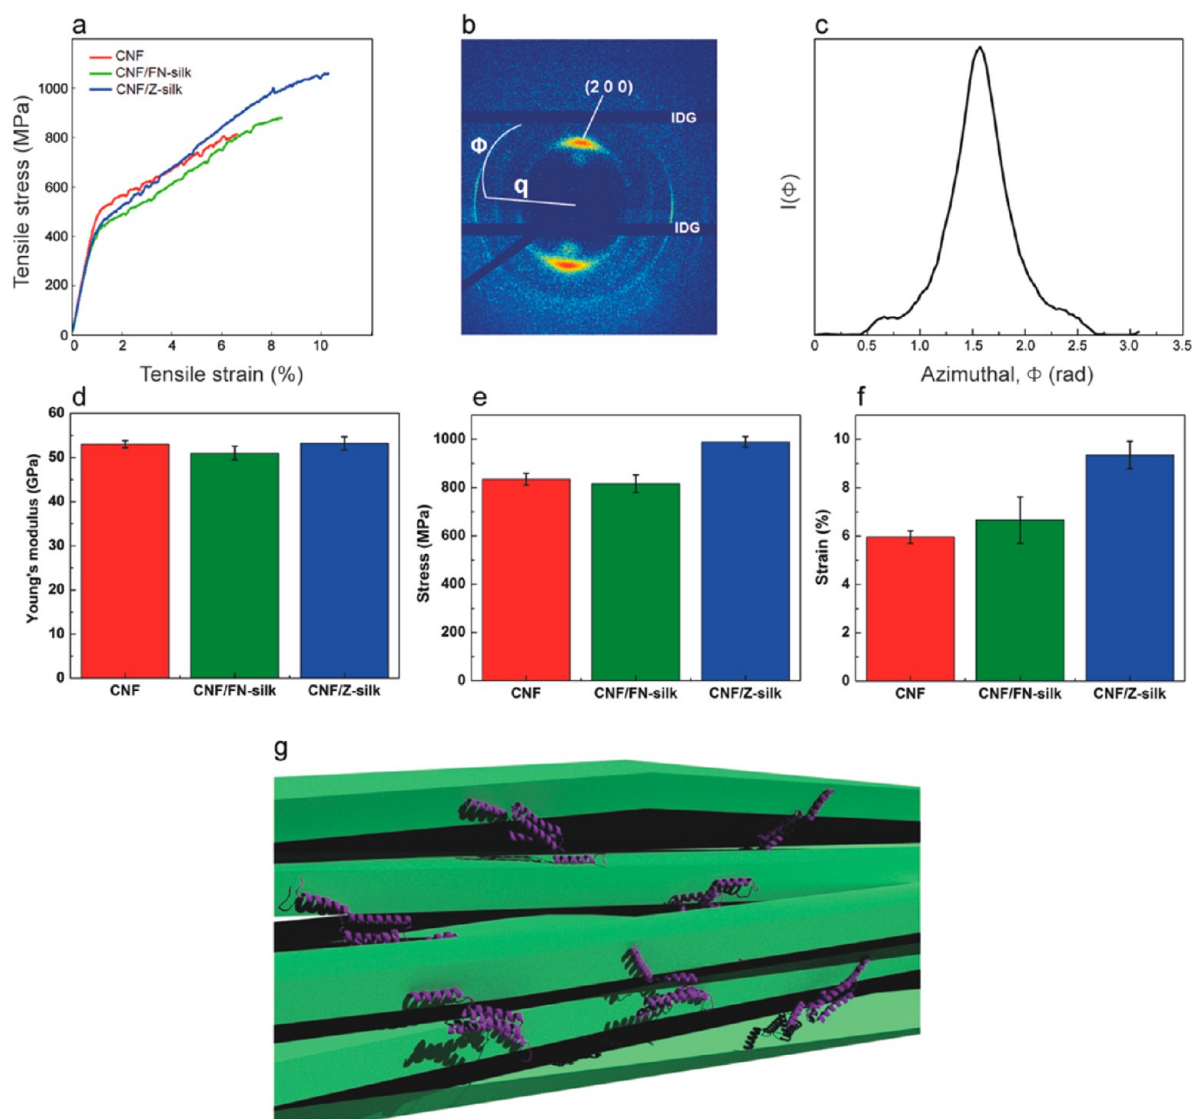 a
CNF
CNF/FN-silk
CNF/Z-silk
Tensile stress (MPa)
1000
800
600
400
200
0
0 2 4 6 8 10
Tensile strain (%)
b
(2 0 0)
IDG
Φ
q
IDG
c
I(Φ)
0 0.5 1.0 1.5 2.0 2.5 3.0 3.5
Azimuthal, Φ (rad)
d
Young's modulus (GPa)
60
50
40
30
20
10
0
CNF CNF/FN-silk CNF/Z-silk
e
Stress (MPa)
1000
800
600
400
200
0
CNF CNF/FN-silk CNF/Z-silk
f
Strain (%)
10
8
6
4
2
0
CNF CNF/FN-silk CNF/Z-silk
g